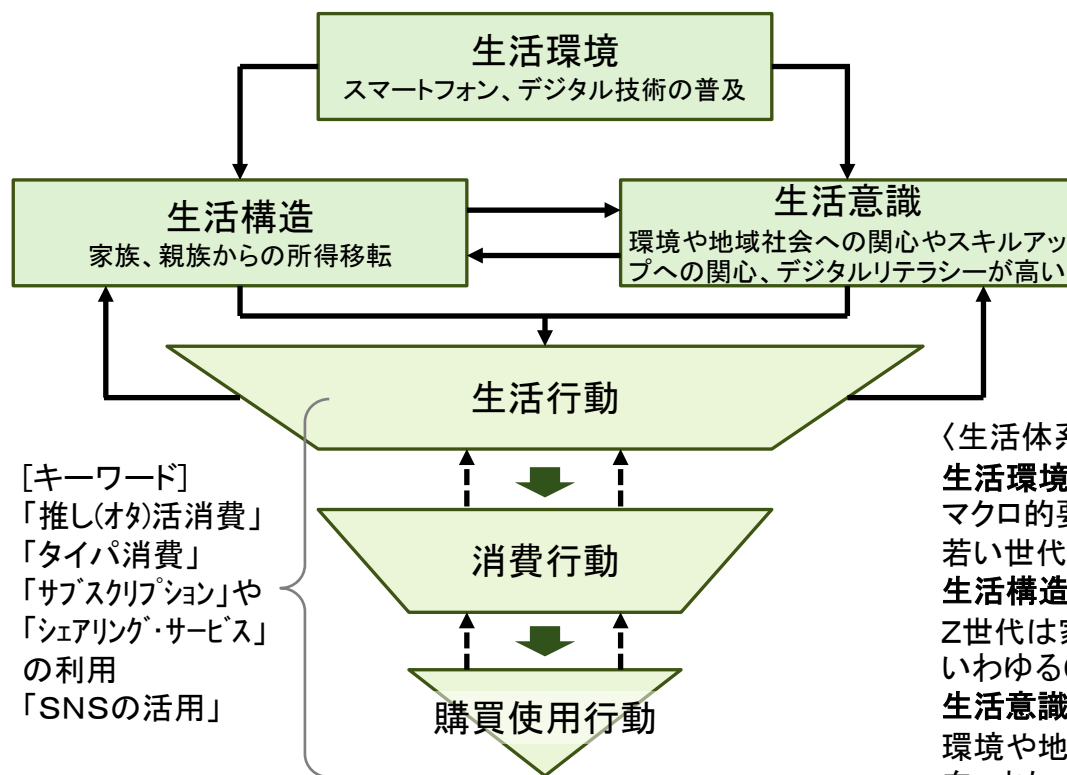 生活環境
スマートフォン、デジタル技術の普及
生活構造
家族、親族からの所得移転
生活意識
環境や地域社会への関心やスキルアッ
プへの関心、デジタルリテラシーが高い
生活行動
消費行動
購買使用行動
[キーワード]
「推し(ｵﾀ)活消費」
「タイパ消費」
「ｻﾌﾞｽｸﾘﾌﾟｼｮﾝ」や
「ｼｪｱﾘﾝｸﾞ･ｻｰﾋﾞｽ」
の利用
「ＳＮＳの活用」
〈生活体系
生活環境
マクロ的要
若い世代
生活構造
Z世代は家
いわゆる
生活意識
環境や地